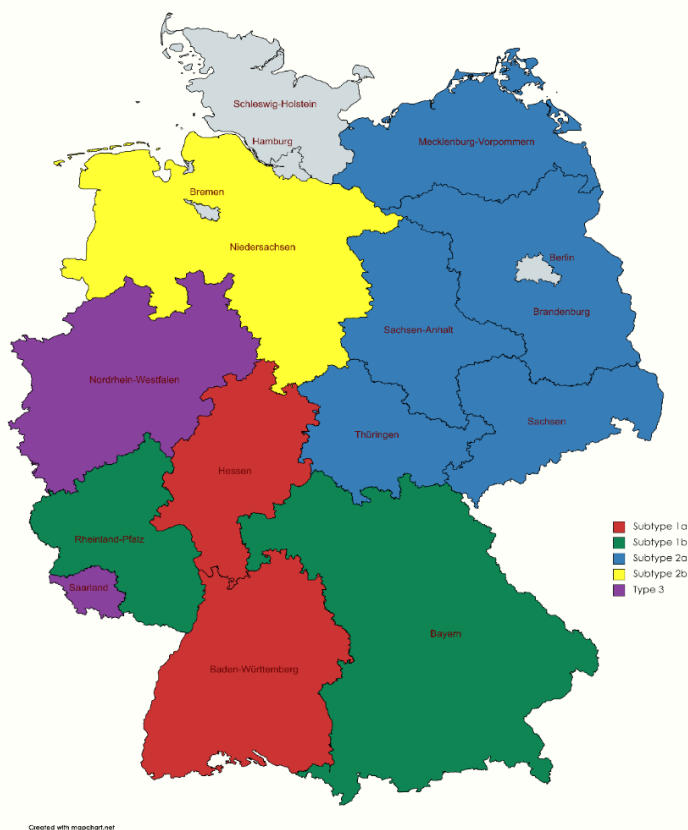 Schleswig-Holstein
Hamburg
Mecklenburg-Vorpommern
Bremen
Niedersachsen
Berlin
Brandenburg
Sachsen-Anhalt
Nordrhein-Westfalen
Sachsen
Thüringen
Hessen
Rheinland-Pfalz
Saarland
Bayern
Baden-Württemberg
Subtype 1a
Subtype 1b
Subtype 2a
Subtype 2b
Type 3
Created with mapchart.net